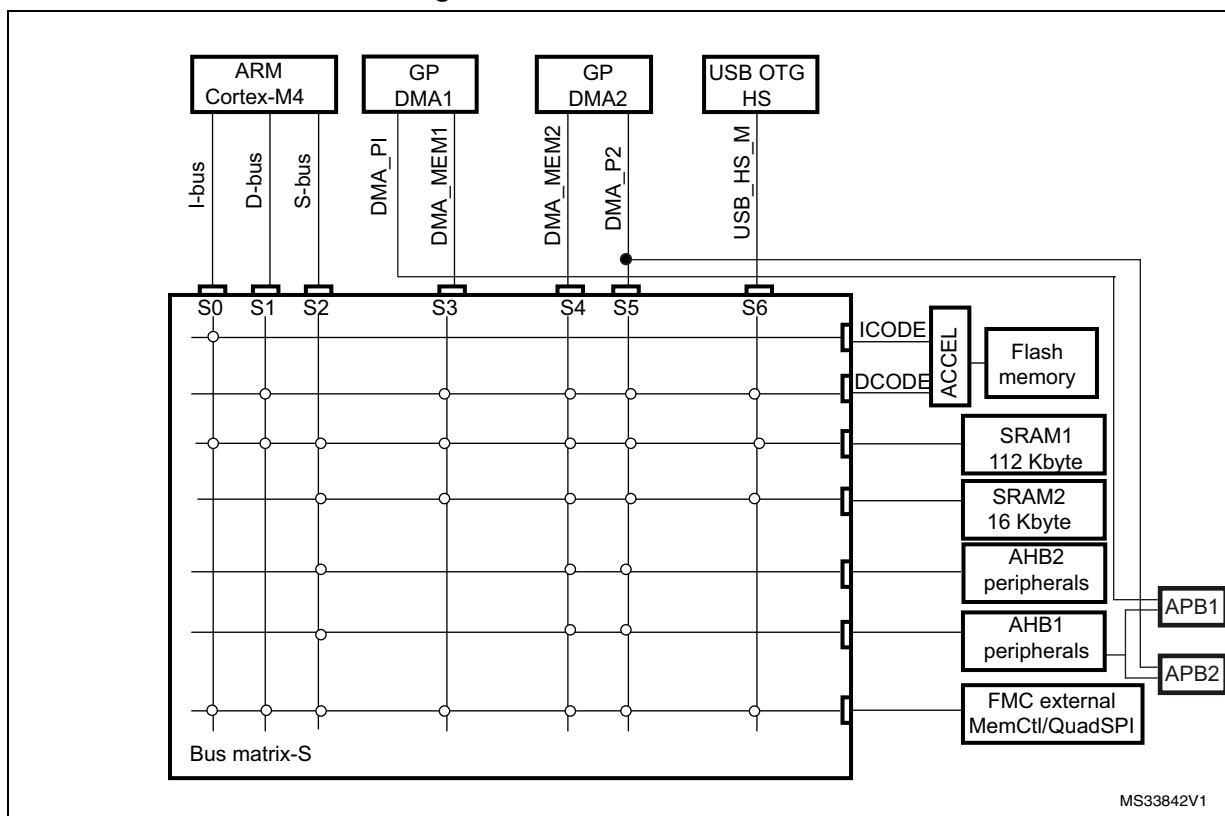 ARM
Cortex-M4
GP
DMA1
GP
DMA2
USB OTG
HS
I-bus
D-bus
S-bus
DMA_PI
DMA_MEM1
DMA_MEM2
DMA_P2
USB_HS_M
S0 S1 S2 S3 S4 S5 S6
ICODE
DCODE
ACCEL
Flash
memory
SRAM1
112 Kbyte
SRAM2
16 Kbyte
AHB2
peripherals
AHB1
peripherals
APB1
APB2
FMC external
MemCtl/QuadSPI
Bus matrix-S
MS33842V1